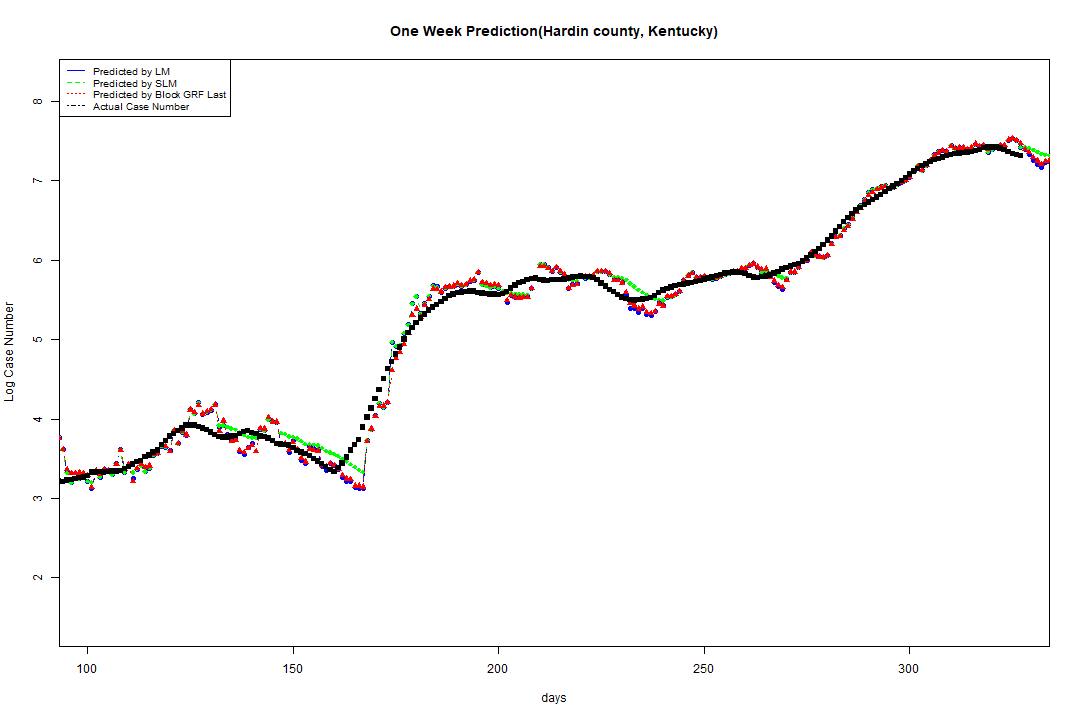 One Week Prediction(Hardin county, Kentucky)
Predicted by LM
Predicted by SLM
Predicted by Block GRF Last
Actual Case Number
8
7
6
5
4
3
2
Log Case Number
100 150 200 250 300
days